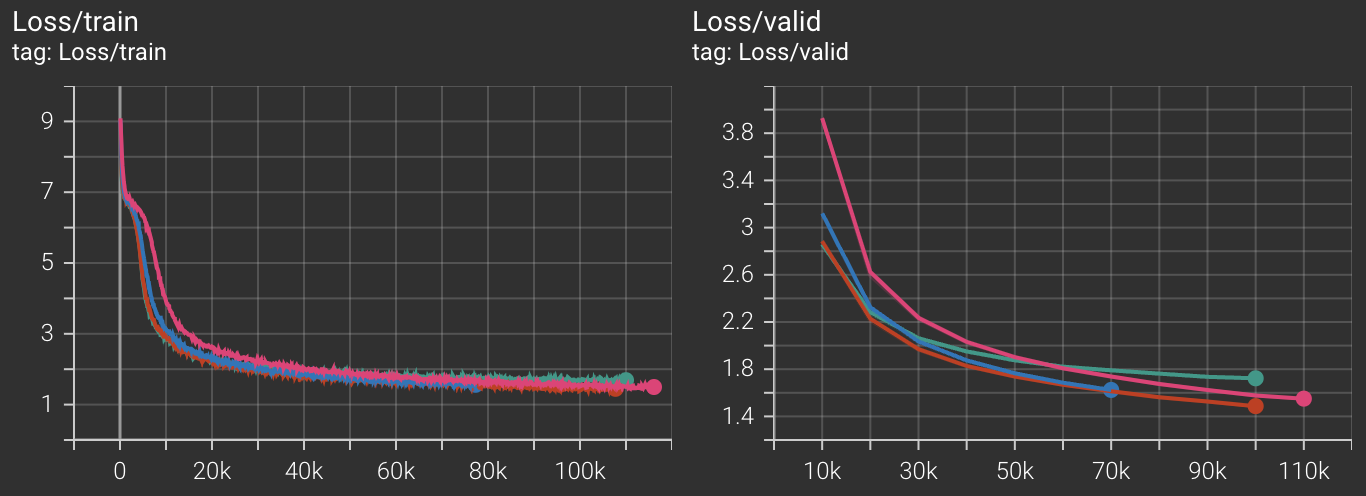 Loss/train
tag: Loss/train
9
7
5
3
1
0 20k 40k 60k 80k 100k
Loss/valid
tag: Loss/valid
3.8
3.4
3
2.6
2.2
1.8
1.4
10k 30k 50k 70k 90k 110k